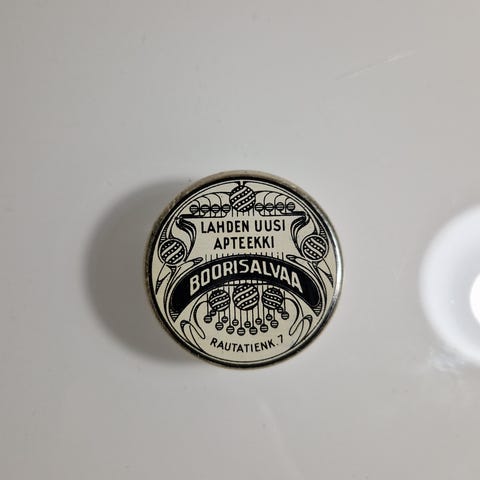 LAHDEN UUSI
APTEEKKI
BOORISALVAA
RAUTATIENK. 7